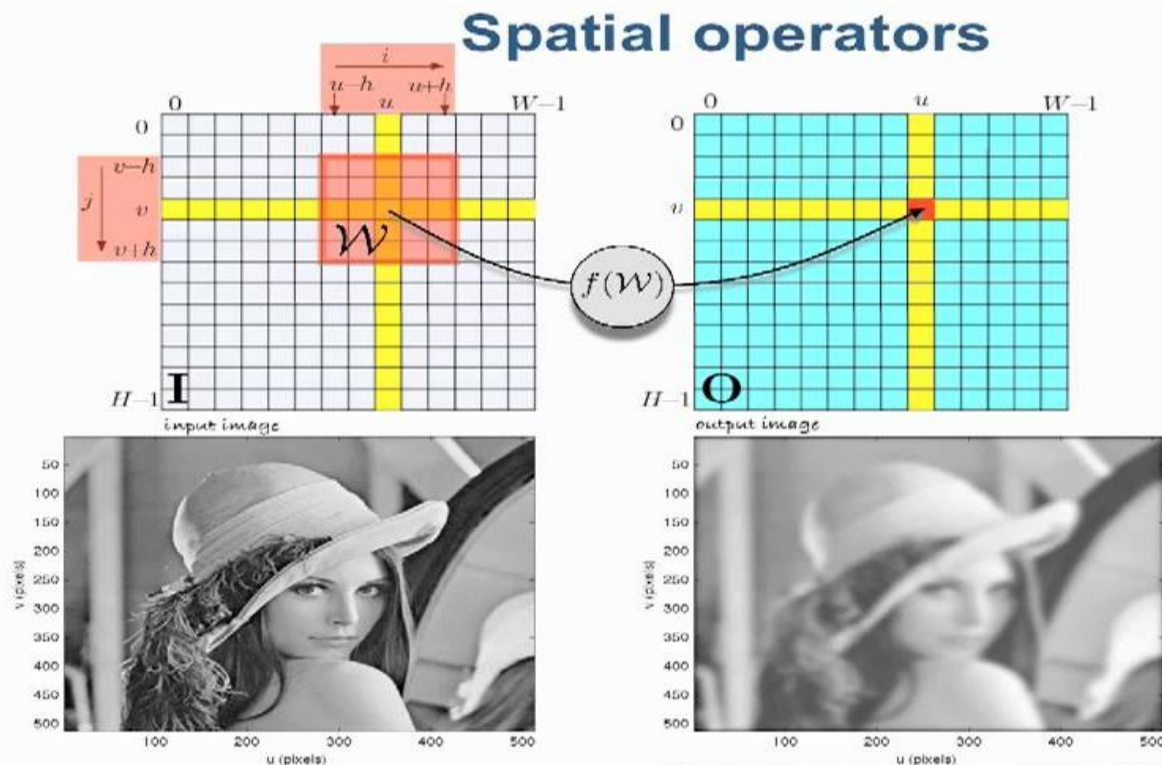 Spatial operators
i
u−h u+h
0 u W−1
0
v−h
j
v
v+h
𝒲
H−1
I
input image
f(𝒲)
0 u W−1
0
v
H−1
O
output image
50
100
150
200
250
300
350
400
450
500
v (pixels)
100 200 300 400 500
u (pixels)
50
100
150
200
250
300
350
400
450
500
v (pixels)
100 200 300 400 500
u (pixels)